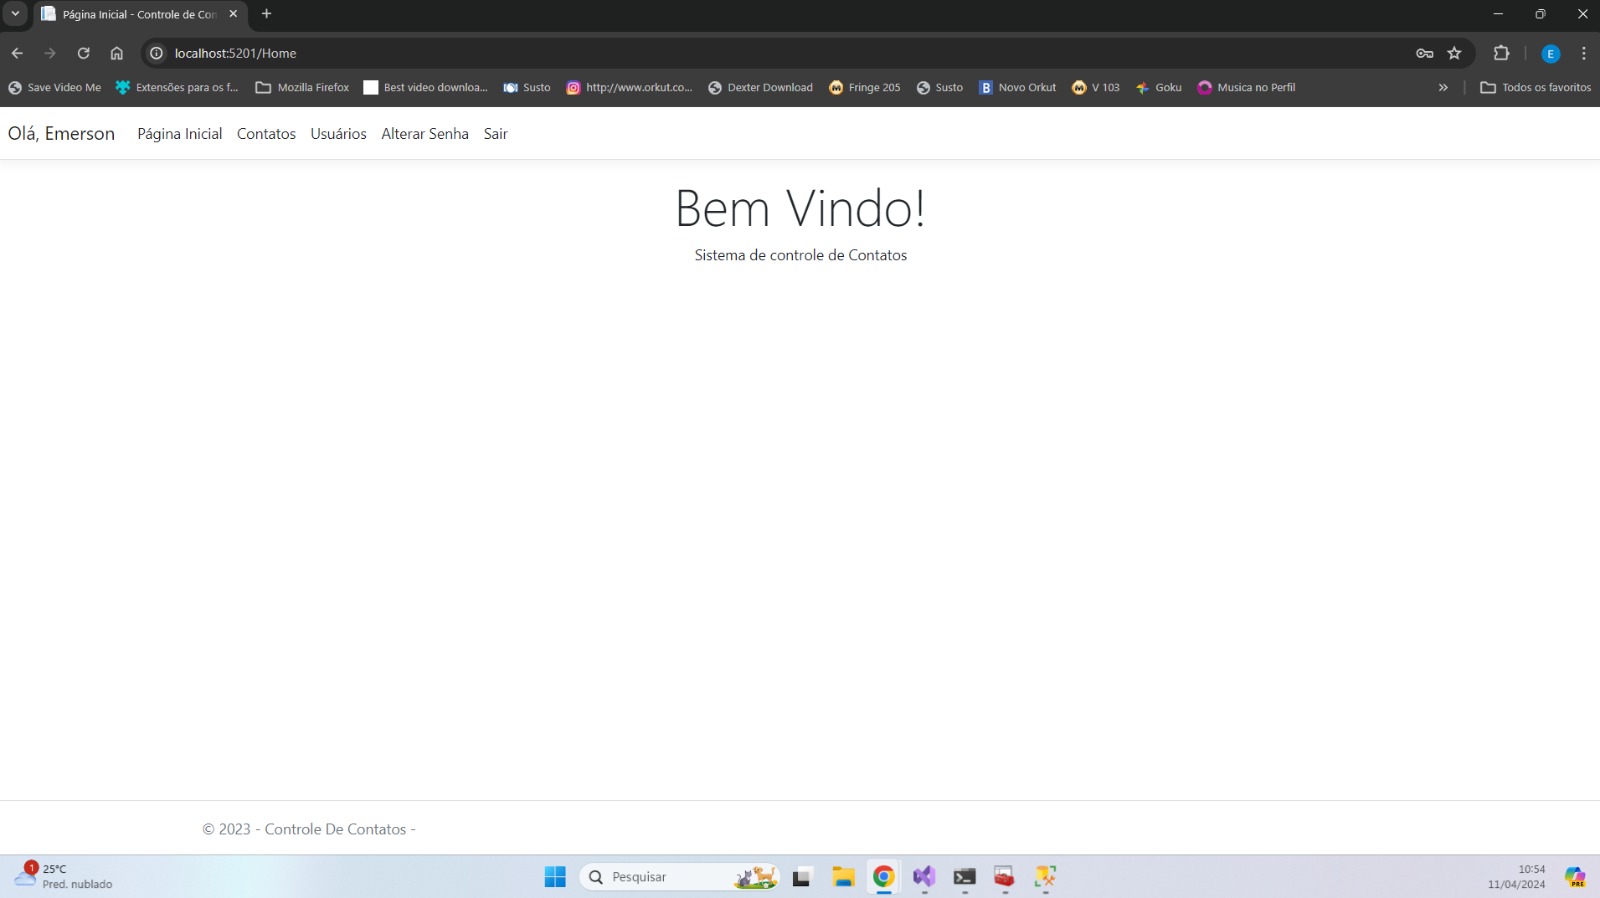 Página Inicial - Controle de Con
localhost:5201/Home
Save Video Me Extensões para os f... Mozilla Firefox Best video downloa... Susto http://www.orkut.co... Dexter Download Fringe 205 Susto Novo Orkut V 103 Goku Musica no Perfil » Todos os favoritos
Olá, Emerson Página Inicial Contatos Usuários Alterar Senha Sair
Bem Vindo!
Sistema de controle de Contatos
© 2023 - Controle De Contatos -
1 25°C
Pred. nublado
Pesquisar
10:54
11/04/2024
PRE